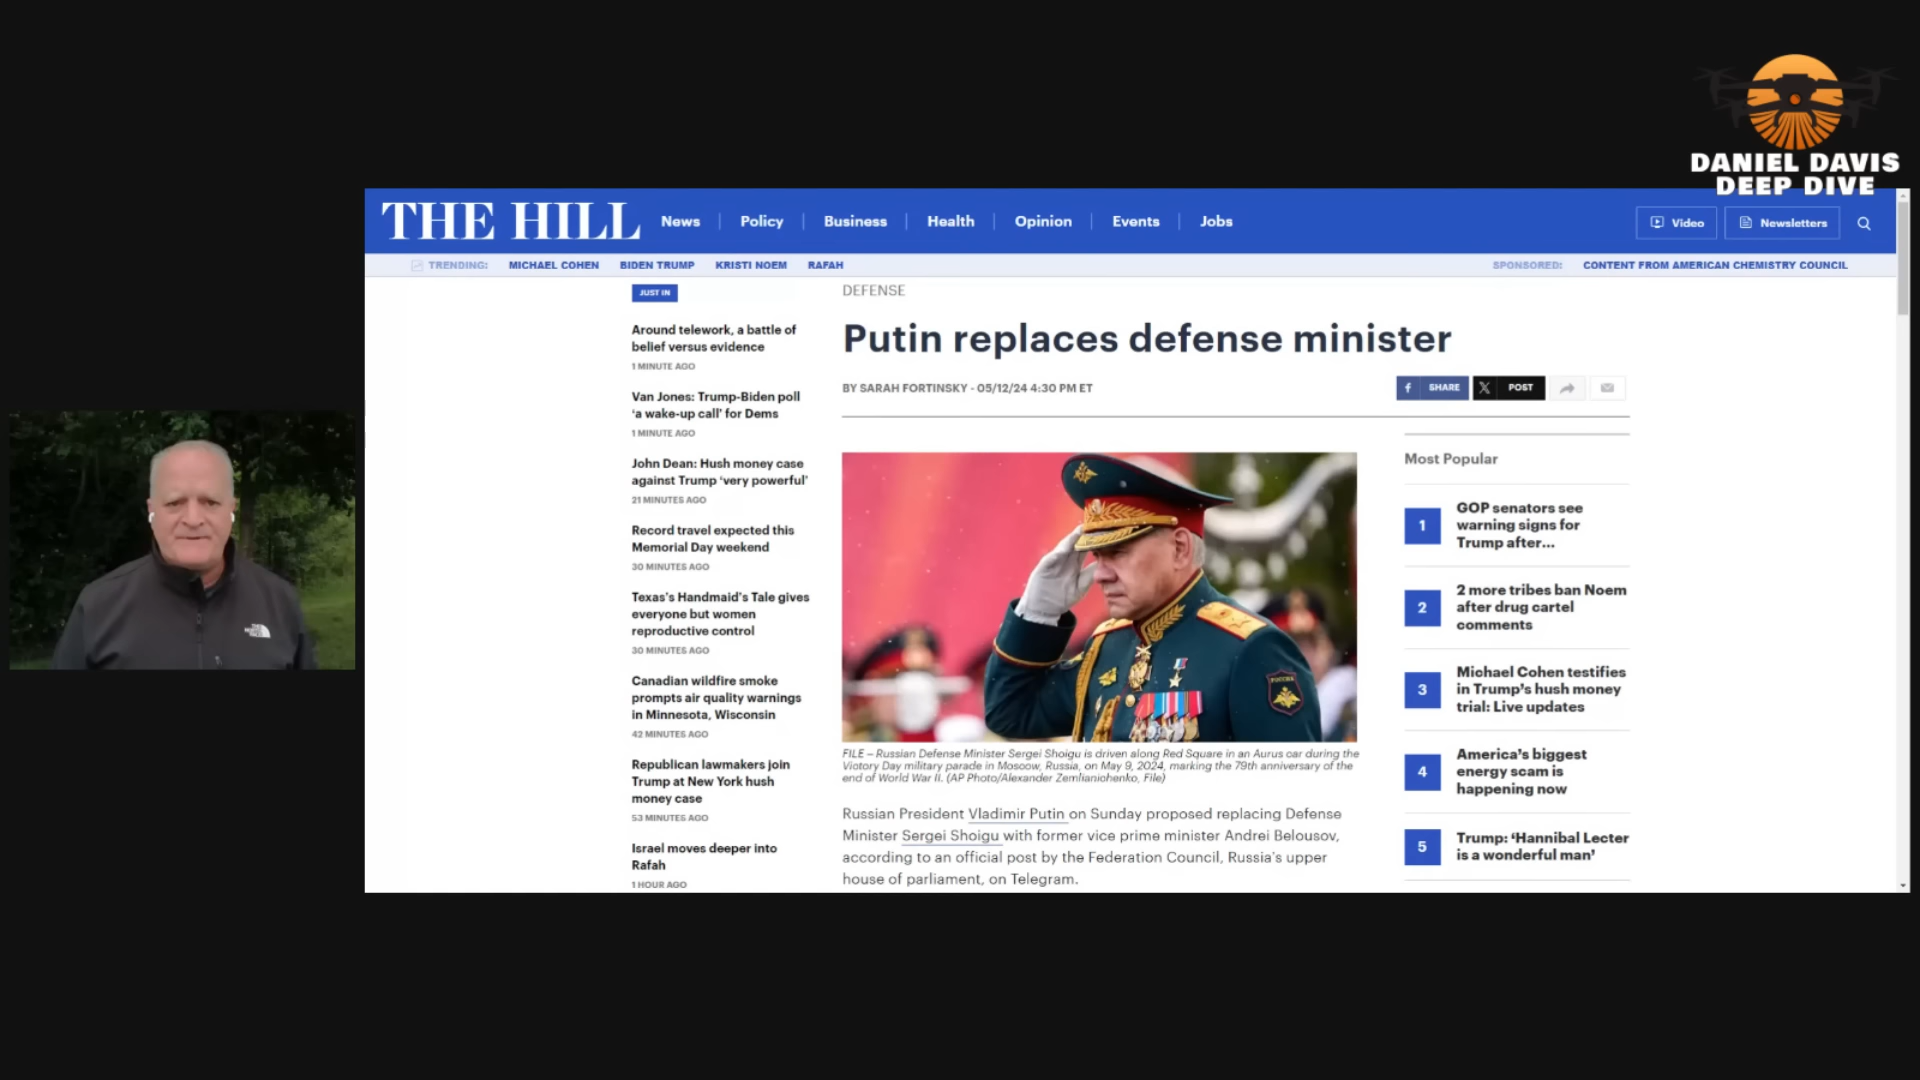 DANIEL DAVIS
DEEP DIVE
THE HILL
News
Policy
Business
Health
Opinion
Events
Jobs
Video
Newsletters
TRENDING:
MICHAEL COHEN
BIDEN TRUMP
KRISTI NOEM
RAFAH
SPONSORED:
CONTENT FROM AMERICAN CHEMISTRY COUNCIL
JUST IN
Around telework, a battle of
belief versus evidence
1 MINUTE AGO
Van Jones: Trump-Biden poll
‘a wake-up call’ for Dems
1 MINUTE AGO
John Dean: Hush money case
against Trump ‘very powerful’
21 MINUTES AGO
Record travel expected this
Memorial Day weekend
30 MINUTES AGO
Texas’s Handmaid’s Tale gives
everyone but women
reproductive control
30 MINUTES AGO
Canadian wildfire smoke
prompts air quality warnings
in Minnesota, Wisconsin
42 MINUTES AGO
Republican lawmakers join
Trump at New York hush
money case
53 MINUTES AGO
Israel moves deeper into
Rafah
1 HOUR AGO
DEFENSE
Putin replaces defense minister
BY SARAH FORTINSKY - 05/12/24 4:30 PM ET
SHARE
POST
FILE – Russian Defense Minister Sergei Shoigu is driven along Red Square in an Aurus car during the
Victory Day military parade in Moscow, Russia, on May 9, 2024, marking the 79th anniversary of the
end of World War II. (AP Photo/Alexander Zemlianichenko, File)
Russian President Vladimir Putin on Sunday proposed replacing Defense
Minister Sergei Shoigu with former vice prime minister Andrei Belousov,
according to an official post by the Federation Council, Russia’s upper
house of parliament, on Telegram.
Most Popular
1
GOP senators see
warning signs for
Trump after...
2
2 more tribes ban Noem
after drug cartel
comments
3
Michael Cohen testifies
in Trump’s hush money
trial: Live updates
4
America’s biggest
energy scam is
happening now
5
Trump: ‘Hannibal Lecter
is a wonderful man’
THE
NORTH
FACE
РОССИЯ